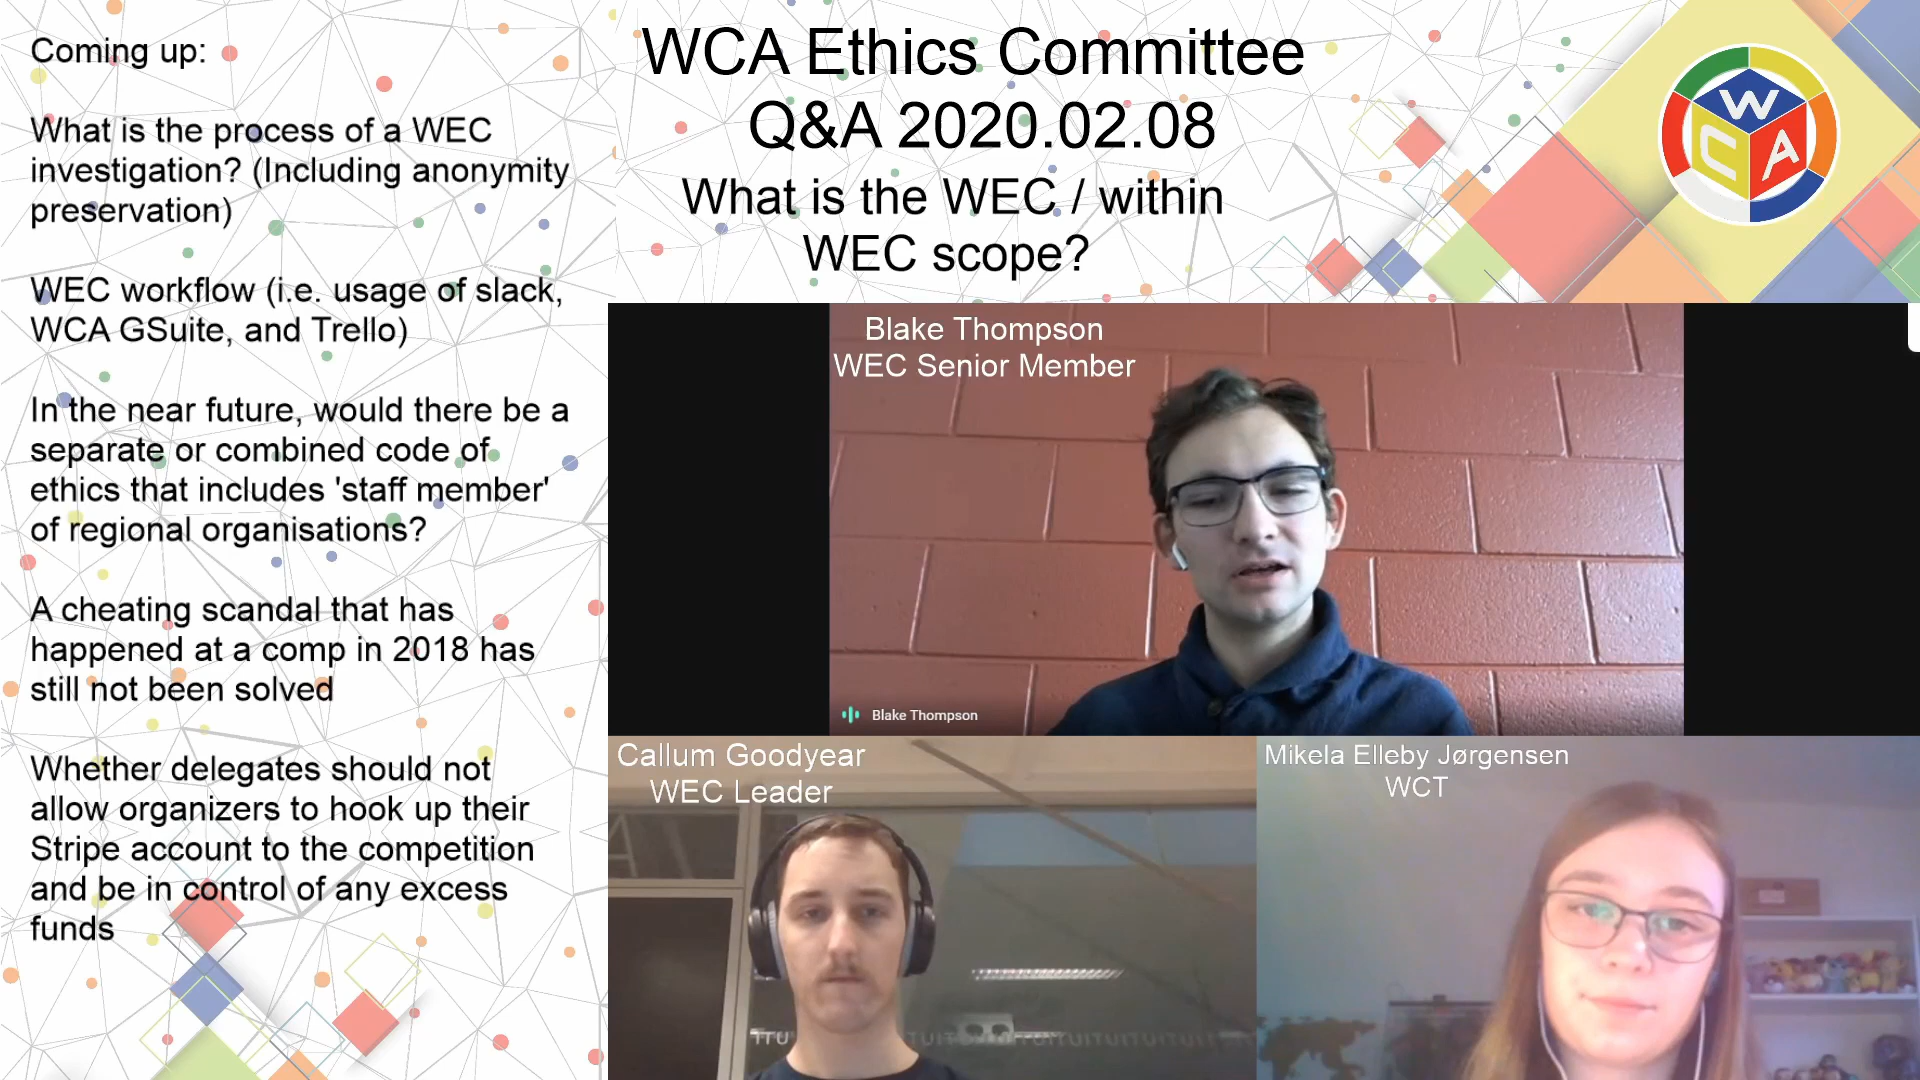 Coming up:
What is the process of a WEC
investigation? (Including anonymity
preservation)
WEC workflow (i.e. usage of slack,
WCA GSuite, and Trello)
In the near future, would there be a
separate or combined code of
ethics that includes 'staff member'
of regional organisations?
A cheating scandal that has
happened at a comp in 2018 has
still not been solved
Whether delegates should not
allow organizers to hook up their
Stripe account to the competition
and be in control of any excess
funds
WCA Ethics Committee
Q&A 2020.02.08
What is the WEC / within
WEC scope?
W
C A
Blake Thompson
WEC Senior Member
Blake Thompson
Callum Goodyear
WEC Leader
Mikela Elleby Jørgensen
WCT